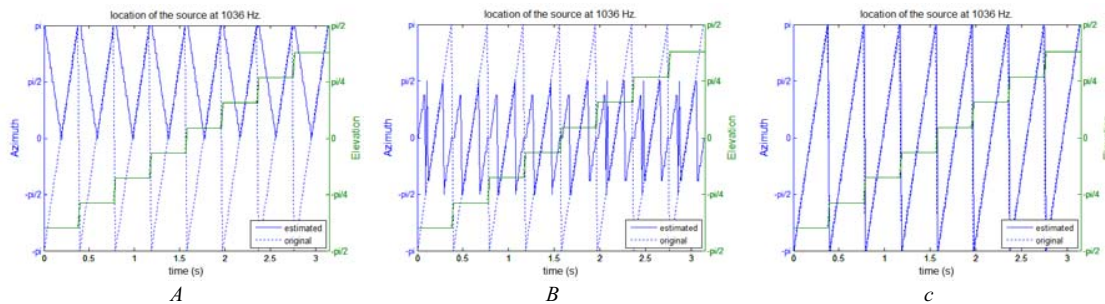 location of the source at 1036 Hz.
pi
pi/2
0
-pi/2
-pi
Azimuth
pi/2
pi/4
0
-pi/4
-pi/2
Elevation
estimated
original
0 0.5 1 1.5 2 2.5 3
time (s)
A
location of the source at 1036 Hz.
pi
pi/2
0
-pi/2
-pi
Azimuth
pi/2
pi/4
0
-pi/4
-pi/2
Elevation
estimated
original
0 0.5 1 1.5 2 2.5 3
time (s)
B
location of the source at 1036 Hz.
pi
pi/2
0
-pi/2
-pi
Azimuth
pi/2
pi/4
0
-pi/4
-pi/2
Elevation
estimated
original
0 0.5 1 1.5 2 2.5 3
time (s)
c